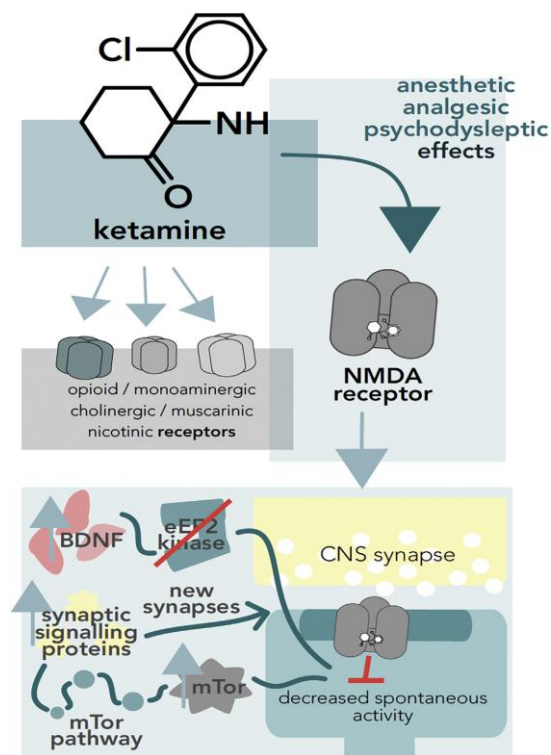 Cl
NH
O
ketamine
anesthetic
analgesic
psychodysleptic
effects
opioid / monoaminergic
cholinergic / muscarinic
nicotinic receptors
NMDA
receptor
BDNF
eEF2
kinase
CNS synapse
new
synapses
synaptic
signalling
proteins
mTor
mTor
pathway
decreased spontaneous
activity